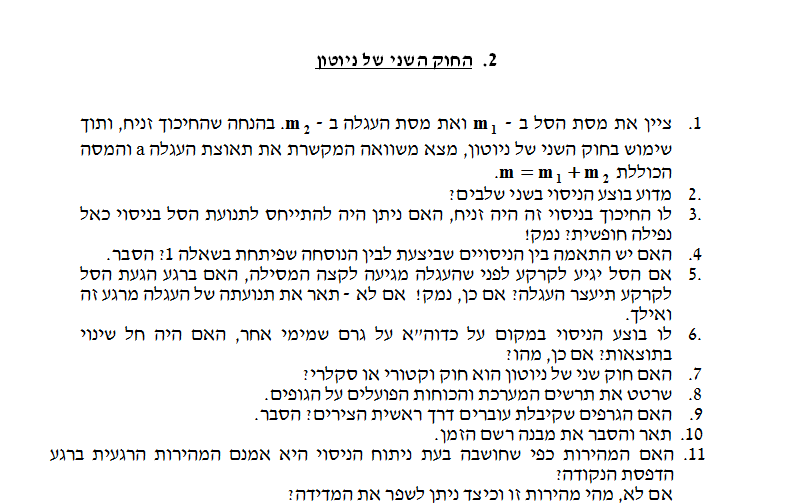 2. החוק השני של ניוטון
1. ציין את מסת הסל ב - m1 ואת מסת העגלה ב - m2. בהנחה שהחיכוך זניח, ותוך
שימוש בחוק השני של ניוטון, מצא משוואה המקשרת את תאוצת העגלה a והמסה
הכוללת m = m1 + m2.
2. מדוע בוצע הניסוי בשני שלבים?
3. לו החיכוך בניסוי זה היה זניח, האם ניתן היה להתייחס לתנועת הסל בניסוי כאל
נפילה חופשית? נמק!
4. האם יש התאמה בין הניסויים שביצעת לבין הנוסחה שפיתחת בשאלה 1? הסבר.
5. אם הסל יגיע לקרקע לפני שהעגלה מגיעה לקצה המסילה, האם ברגע הגעת הסל
לקרקע תיעצר העגלה? אם כן, נמק! אם לא - תאר את תנועתה של העגלה מרגע זה
ואילך.
6. לו בוצע הניסוי במקום על כדוה״א על גרם שמימי אחר, האם היה חל שינוי
בתוצאות? אם כן, מהו?
7. האם חוק שני של ניוטון הוא חוק וקטורי או סקלרי?
8. שרטט את תרשים המערכת והכוחות הפועלים על הגופים.
9. האם הגרפים שקיבלת עוברים דרך ראשית הצירים? הסבר.
10. תאר והסבר את מבנה רשם הזמן.
11. האם המהירות כפי שחושבה בעת ניתוח הניסוי היא אמנם המהירות הרגעית ברגע
הדפסת הנקודה?
אם לא, מהי מהירות זו וכיצד ניתן לשפר את המדידה?